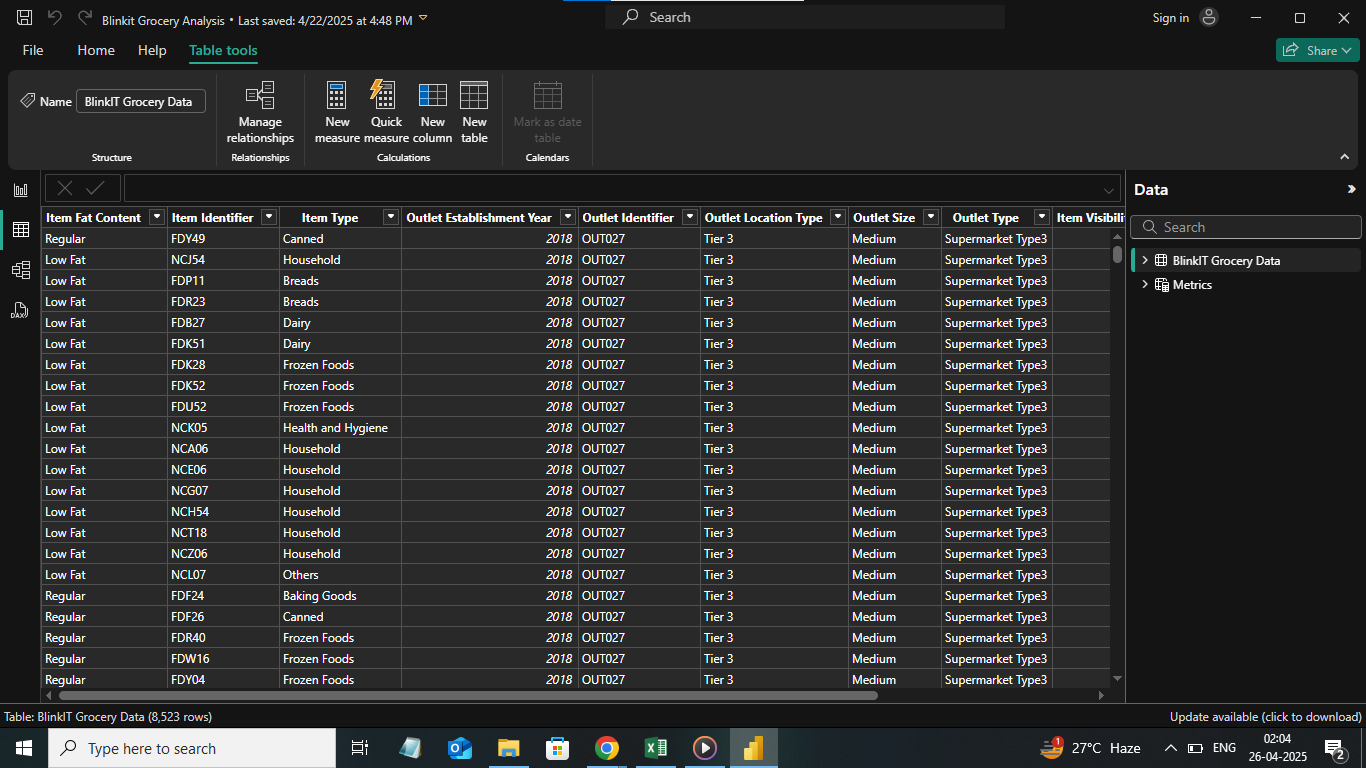 Blinkit Grocery Analysis • Last saved: 4/22/2025 at 4:48 PM
Search
Sign in
File Home Help Table tools
Share
Name BlinkIT Grocery Data
Manage relationships
New measure
Quick measure
New column
New table
Mark as date table
Structure Relationships Calculations Calendars
Data
Search
BlinkIT Grocery Data
Metrics
DAX
Item Fat Content Item Identifier Item Type Outlet Establishment Year Outlet Identifier Outlet Location Type Outlet Size Outlet Type Item Visibili
Regular FDY49 Canned 2018 OUT027 Tier 3 Medium Supermarket Type3
Low Fat NCJ54 Household 2018 OUT027 Tier 3 Medium Supermarket Type3
Low Fat FDP11 Breads 2018 OUT027 Tier 3 Medium Supermarket Type3
Low Fat FDR23 Breads 2018 OUT027 Tier 3 Medium Supermarket Type3
Low Fat FDB27 Dairy 2018 OUT027 Tier 3 Medium Supermarket Type3
Low Fat FDK51 Dairy 2018 OUT027 Tier 3 Medium Supermarket Type3
Low Fat FDK28 Frozen Foods 2018 OUT027 Tier 3 Medium Supermarket Type3
Low Fat FDK52 Frozen Foods 2018 OUT027 Tier 3 Medium Supermarket Type3
Low Fat FDU52 Frozen Foods 2018 OUT027 Tier 3 Medium Supermarket Type3
Low Fat NCK05 Health and Hygiene 2018 OUT027 Tier 3 Medium Supermarket Type3
Low Fat NCA06 Household 2018 OUT027 Tier 3 Medium Supermarket Type3
Low Fat NCE06 Household 2018 OUT027 Tier 3 Medium Supermarket Type3
Low Fat NCG07 Household 2018 OUT027 Tier 3 Medium Supermarket Type3
Low Fat NCH54 Household 2018 OUT027 Tier 3 Medium Supermarket Type3
Low Fat NCT18 Household 2018 OUT027 Tier 3 Medium Supermarket Type3
Low Fat NCZ06 Household 2018 OUT027 Tier 3 Medium Supermarket Type3
Low Fat NCL07 Others 2018 OUT027 Tier 3 Medium Supermarket Type3
Regular FDF24 Baking Goods 2018 OUT027 Tier 3 Medium Supermarket Type3
Regular FDF26 Canned 2018 OUT027 Tier 3 Medium Supermarket Type3
Regular FDR40 Frozen Foods 2018 OUT027 Tier 3 Medium Supermarket Type3
Regular FDW16 Frozen Foods 2018 OUT027 Tier 3 Medium Supermarket Type3
Regular FDY04 Frozen Foods 2018 OUT027 Tier 3 Medium Supermarket Type3
Table: BlinkIT Grocery Data (8,523 rows)
Update available (click to download)
Type here to search
1
27°C Haze
ENG
02:04
26-04-2025
2